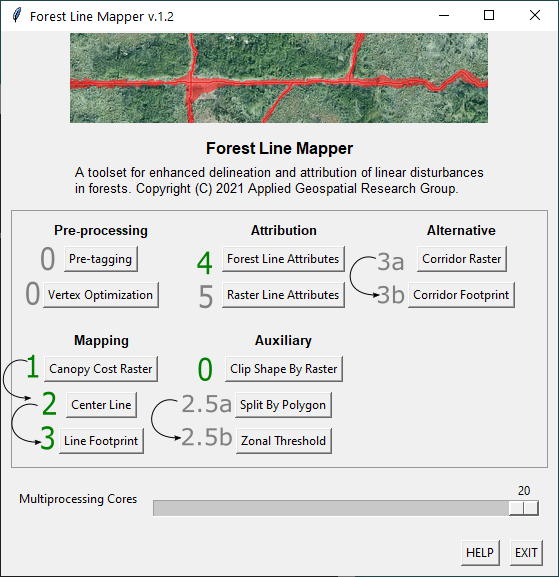 Forest Line Mapper v.1.2
Forest Line Mapper
A toolset for enhanced delineation and attribution of linear disturbances
in forests. Copyright (C) 2021 Applied Geospatial Research Group.
Pre-processing
0 Pre-tagging
0 Vertex Optimization
Attribution
4 Forest Line Attributes
5 Raster Line Attributes
Alternative
3a Corridor Raster
3b Corridor Footprint
Mapping
1 Canopy Cost Raster
2 Center Line
3 Line Footprint
Auxiliary
0 Clip Shape By Raster
2.5a Split By Polygon
2.5b Zonal Threshold
Multiprocessing Cores
20
HELP
EXIT